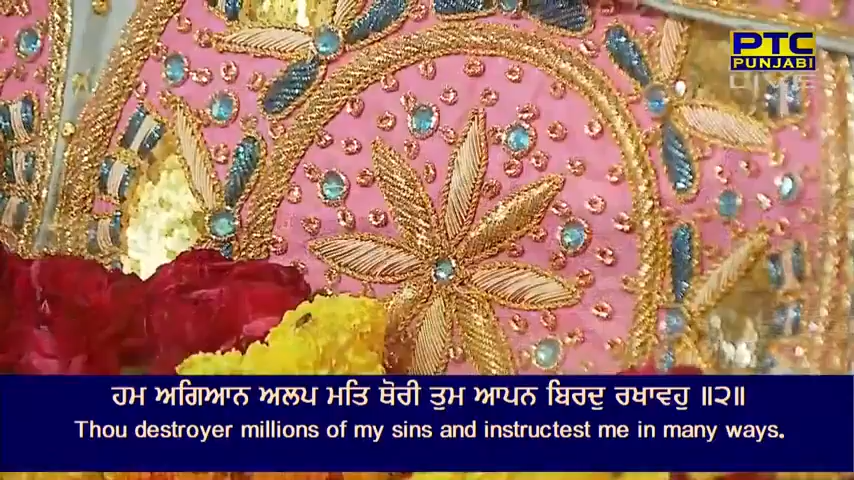 PTC
PUNJABI
LIVE
ਹਮ ਅਗਿਆਨ ਅਲਪ ਮਤਿ ਥੋਰੀ ਤੁਮ ਆਪਨ ਬਿਰਦੁ ਰਖਾਵਹੁ ॥੨॥
Thou destroyer millions of my sins and instructest me in many ways.